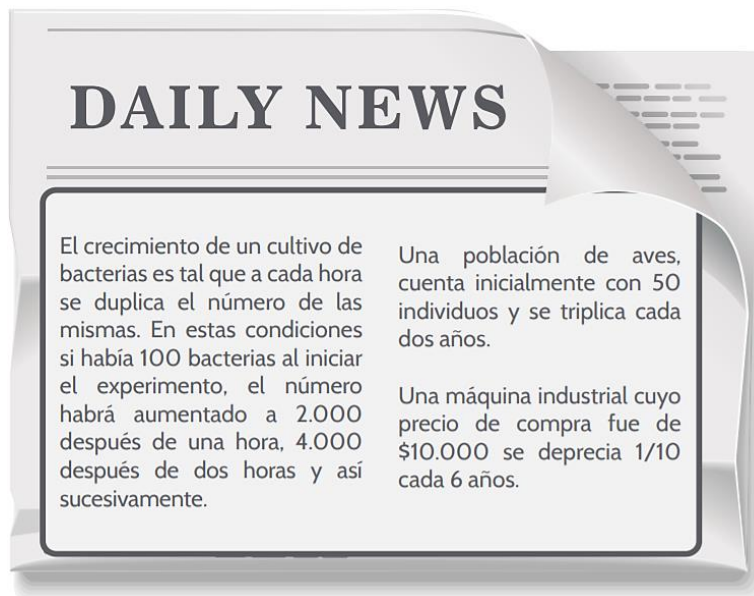 DAILY NEWS
El crecimiento de un cultivo de
bacterias es tal que a cada hora
se duplica el número de las
mismas. En estas condiciones
si había 100 bacterias al iniciar
el experimento, el número
habrá aumentado a 2.000
después de una hora, 4.000
después de dos horas y así
sucesivamente.
Una población de aves,
cuenta inicialmente con 50
individuos y se triplica cada
dos años.
Una máquina industrial cuyo
precio de compra fue de
$10.000 se deprecia 1/10
cada 6 años.